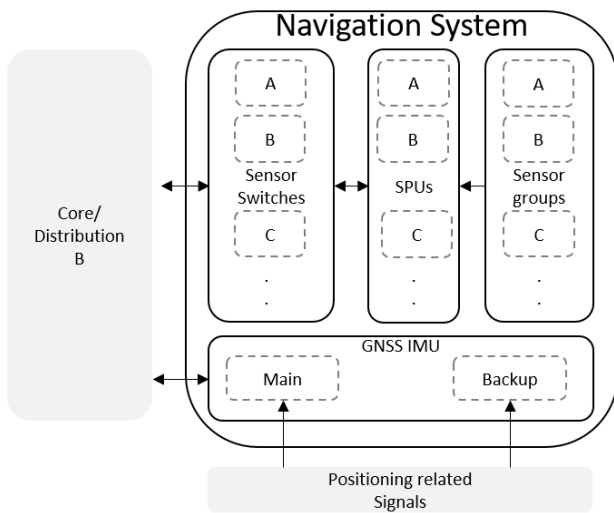 Navigation System
Core/
Distribution
B
A
B
Sensor
Switches
C
.
.
A
B
SPUs
C
.
.
A
B
Sensor
groups
C
.
.
GNSS IMU
Main
Backup
Positioning related
Signals